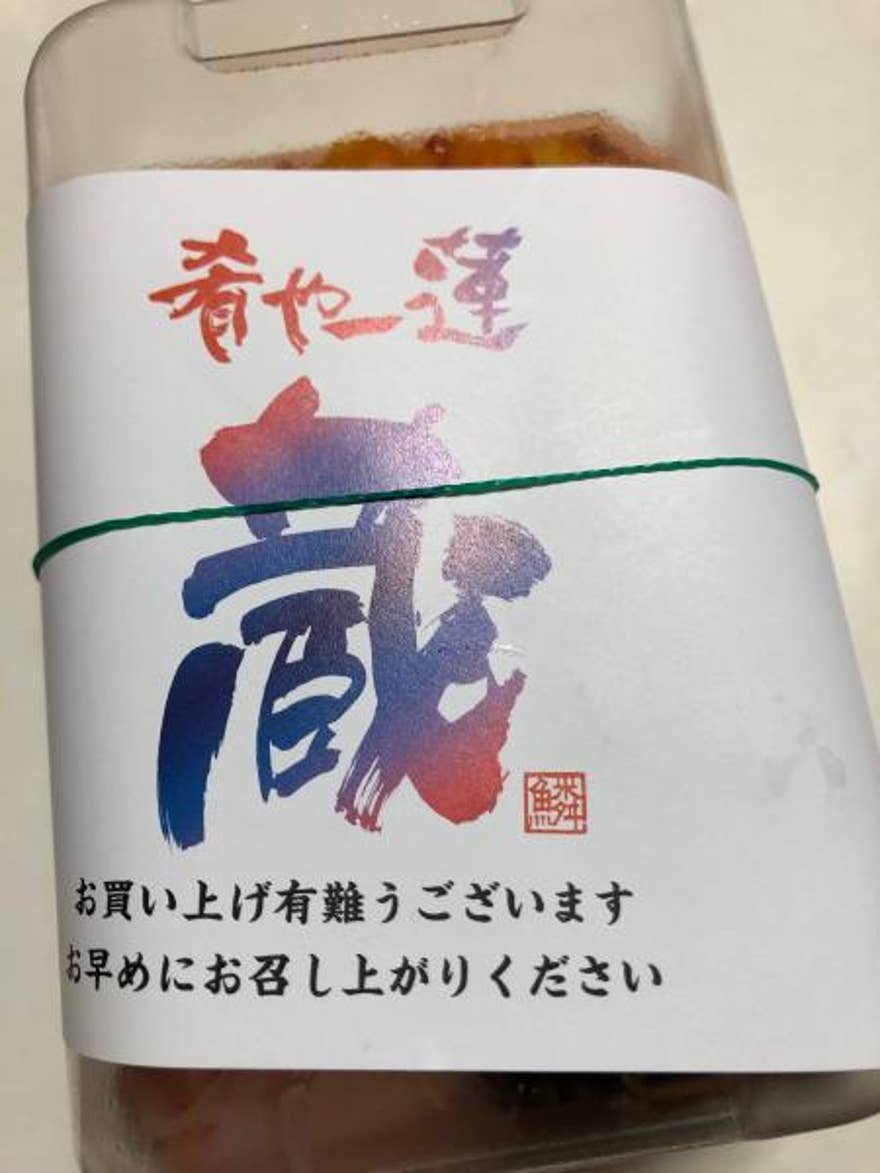 肴や一蓮
蔵
鱗
お買い上げ有難うございます
お早めにお召し上がりください